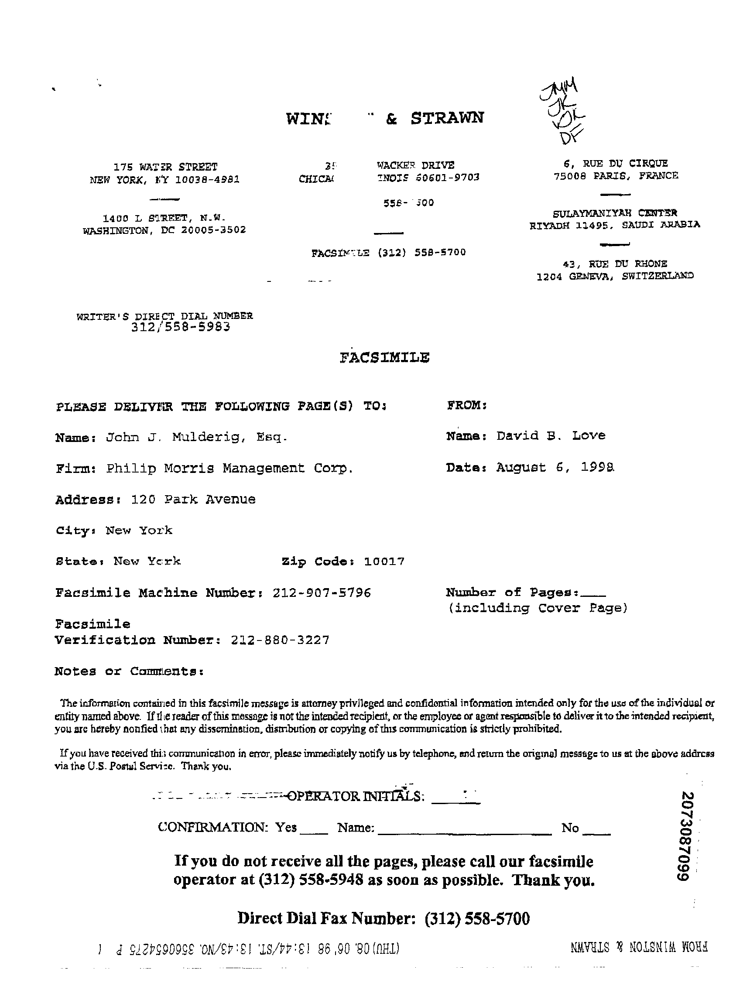 JMM
JK
DF
WIN & STRAWN
175 WATER STREET
NEW YORK, NY 10038-4981
1400 L STREET, N.W.
WASHINGTON, DC 20005-3502
WACKER DRIVE
60601-9703
FACSIMILE (312) 558-5700
6, RUE DU CIRQUE
75008 PARIS, FRANCE
SULAYMANIYAH CENTER
RIYADH 11495, SAUDI ARABIA
43, RUE DU RHONE
1204 GENEVA, SWITZERLAND
WRITER'S DIRECT DIAL NUMBER
312/558-5983
FACSIMILE
PLEASE DELIVER THE FOLLOWING PAGE(S) TO: FROM:
Name: John J. Mulderig, Esq. Name: David B. Love
Firm: Philip Morris Management Corp. Date: August 6, 1998
Address: 120 Park Avenue
City: New York
State: New York Zip Code: 10017
Facsimile Machine Number: 212-907-5796 Number of Pages:___
(including Cover Page)
Facsimile
Verification Number: 212-880-3227
Notes or Comments:
The information contained in this facsimile message is attorney privileged and confidential information intended only for the use of the individual or
entity named above. If the reader of this message is not the intended recipient, or the employee or agent responsible to deliver it to the intended recipient,
you are hereby notified that any dissemination, distribution or copying of this communication is strictly prohibited.
If you have received this communication in error, please immediately notify us by telephone, and return the original message to us at the above address
via the U.S. Postal Service. Thank you.
OPERATOR INITIALS: ____
CONFIRMATION: Yes ____ Name: ____________________ No ____
If you do not receive all the pages, please call our facsimile
operator at (312) 558-5948 as soon as possible. Thank you.
Direct Dial Fax Number: (312) 558-5700
2073087099
FROM WINSTON & STRAWN (THU) 08. 06' 98 13:44/ST. 13:43/NO. 3560654275 P 1